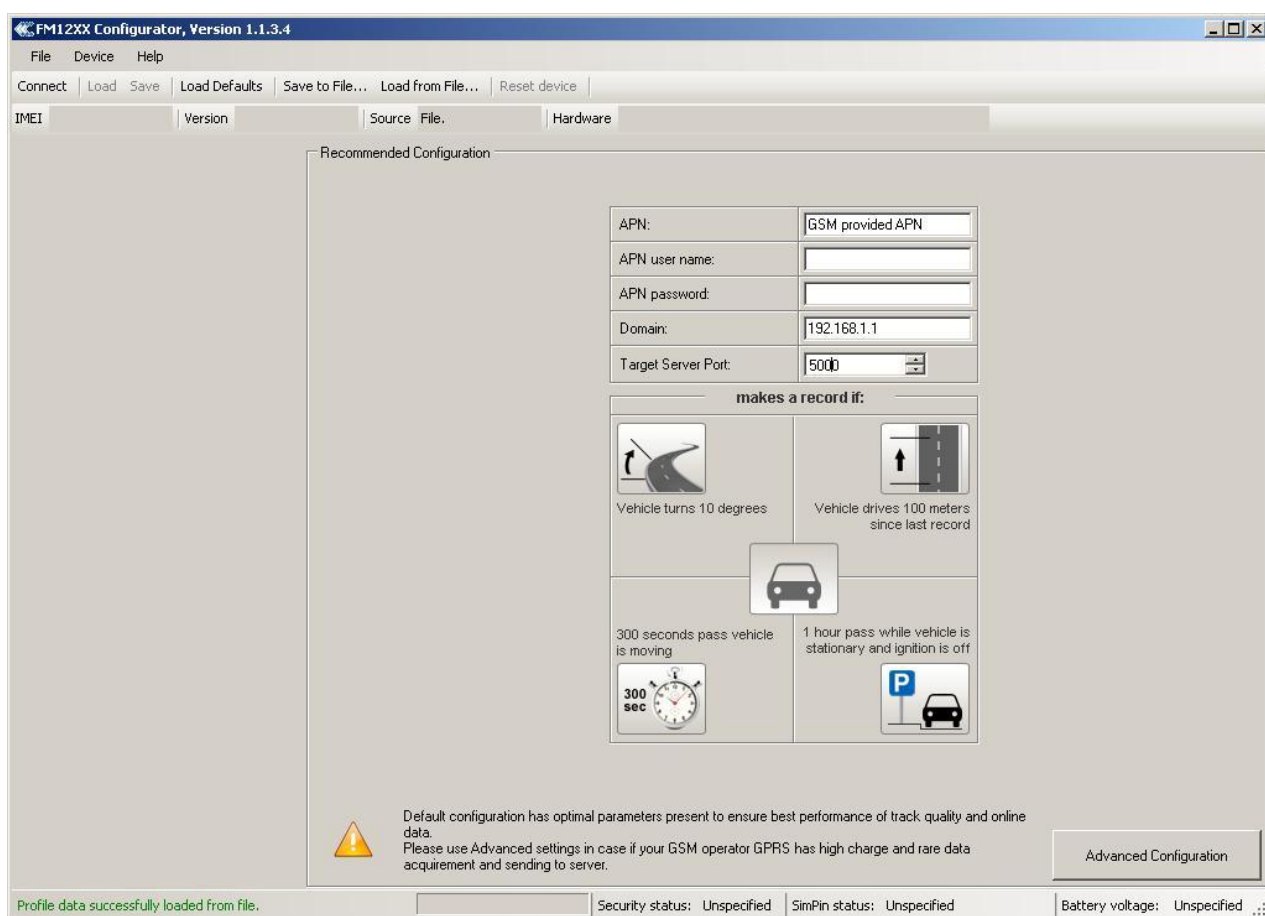 FM12XX Configurator, Version 1.1.3.4
File Device Help
Connect Load Save Load Defaults Save to File... Load from File... Reset device
IMEI Version Source File. Hardware
Recommended Configuration
APN: GSM provided APN
APN user name:
APN password:
Domain: 192.168.1.1
Target Server Port: 5000
makes a record if:
Vehicle turns 10 degrees
Vehicle drives 100 meters
since last record
300 seconds pass vehicle
is moving
1 hour pass while vehicle is
stationary and ignition is off
300
sec
P
Default configuration has optimal parameters present to ensure best performance of track quality and online
data.
Please use Advanced settings in case if your GSM operator GPRS has high charge and rare data
acquirement and sending to server.
Advanced Configuration
Profile data successfully loaded from file. Security status: Unspecified SimPin status: Unspecified Battery voltage: Unspecified